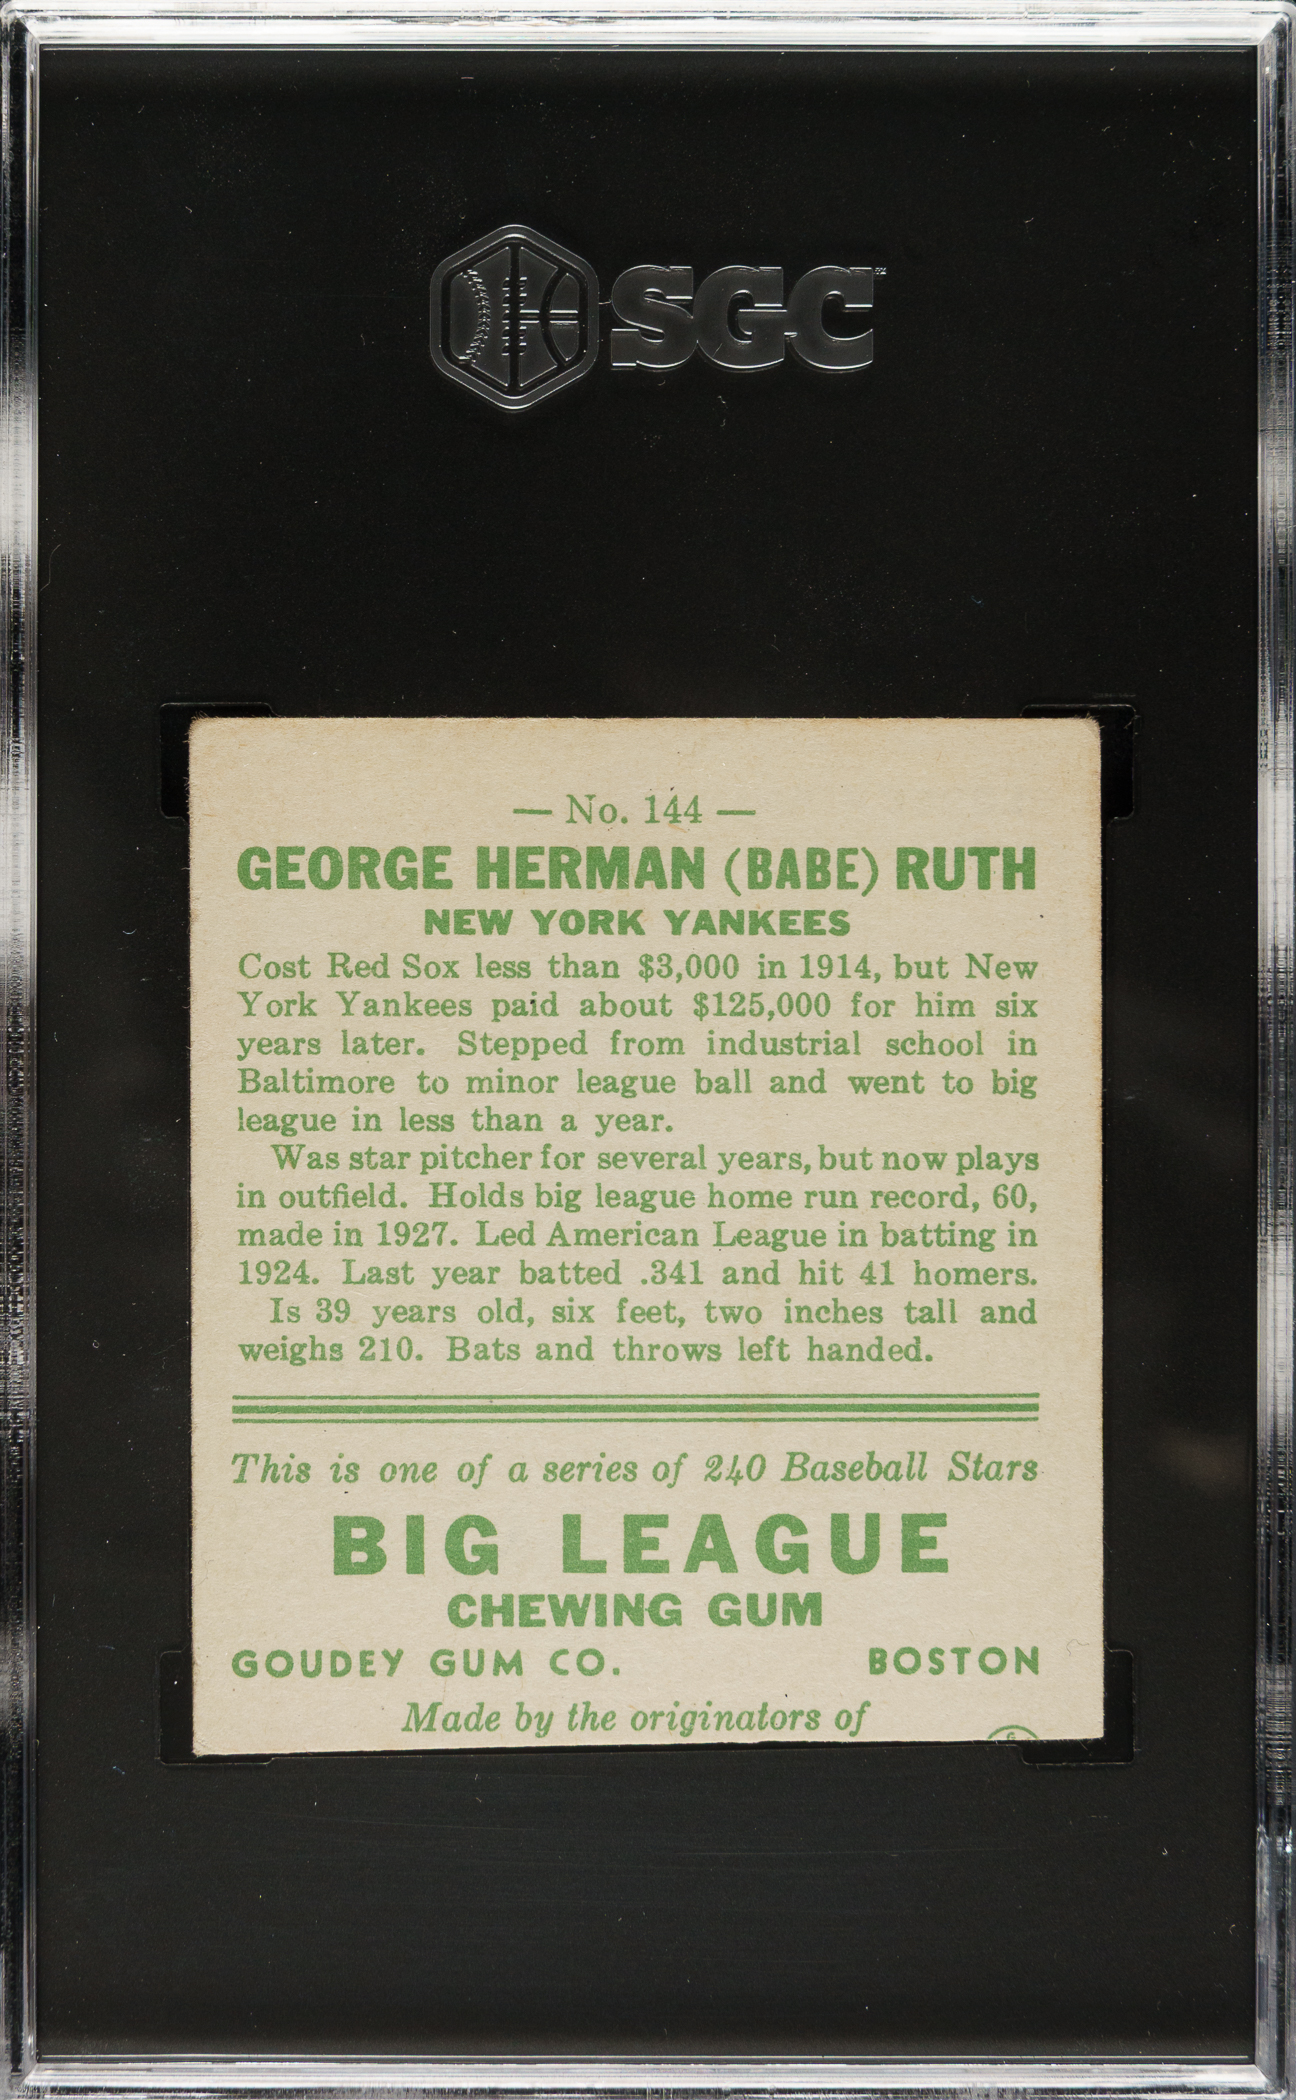 SGC
— No. 144 —
GEORGE HERMAN (BABE) RUTH
NEW YORK YANKEES
Cost Red Sox less than $3,000 in 1914, but New
York Yankees paid about $125,000 for him six
years later. Stepped from industrial school in
Baltimore to minor league ball and went to big
league in less than a year.
Was star pitcher for several years, but now plays
in outfield. Holds big league home run record, 60,
made in 1927. Led American League in batting in
1924. Last year batted .341 and hit 41 homers.
Is 39 years old, six feet, two inches tall and
weighs 210. Bats and throws left handed.
This is one of a series of 240 Baseball Stars
BIG LEAGUE
CHEWING GUM
GOUDEY GUM CO. BOSTON
Made by the originators of